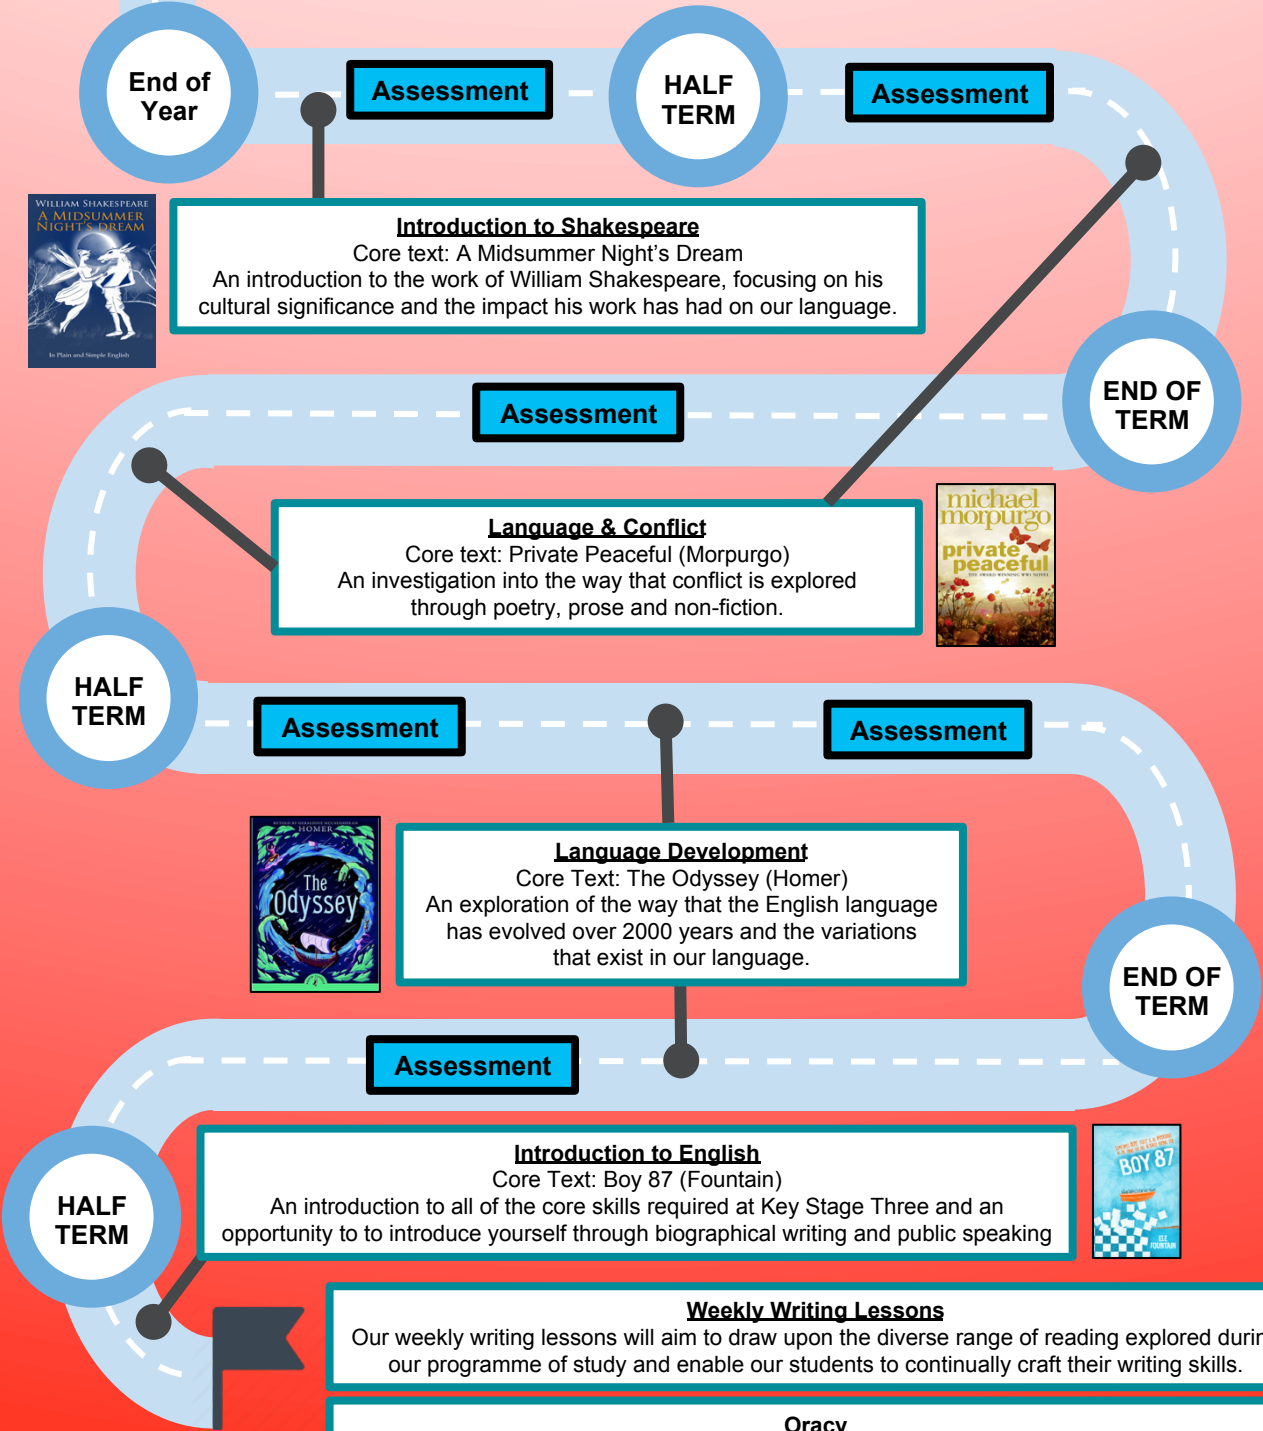 End of
Year
Assessment
HALF
TERM
Assessment
WILLIAM SHAKESPEARE
A MIDSUMMER
NIGHT'S DREAM
In Plain and Simple English
Introduction to Shakespeare
Core text: A Midsummer Night's Dream
An introduction to the work of William Shakespeare, focusing on his
cultural significance and the impact his work has had on our language.
END OF
TERM
Assessment
Language & Conflict
Core text: Private Peaceful (Morpurgo)
An investigation into the way that conflict is explored
through poetry, prose and non-fiction.
michael
morpurgo
private
peaceful
HALF
TERM
Assessment
Assessment
HOMER
The
Odyssey
Language Development
Core Text: The Odyssey (Homer)
An exploration of the way that the English language
has evolved over 2000 years and the variations
that exist in our language.
END OF
TERM
Assessment
HALF
TERM
Introduction to English
Core Text: Boy 87 (Fountain)
An introduction to all of the core skills required at Key Stage Three and an
opportunity to to introduce yourself through biographical writing and public speaking
BOY 87
ELE
FOUNTAIN
Weekly Writing Lessons
Our weekly writing lessons will aim to draw upon the diverse range of reading explored durin
our programme of study and enable our students to continually craft their writing skills.
Oracy